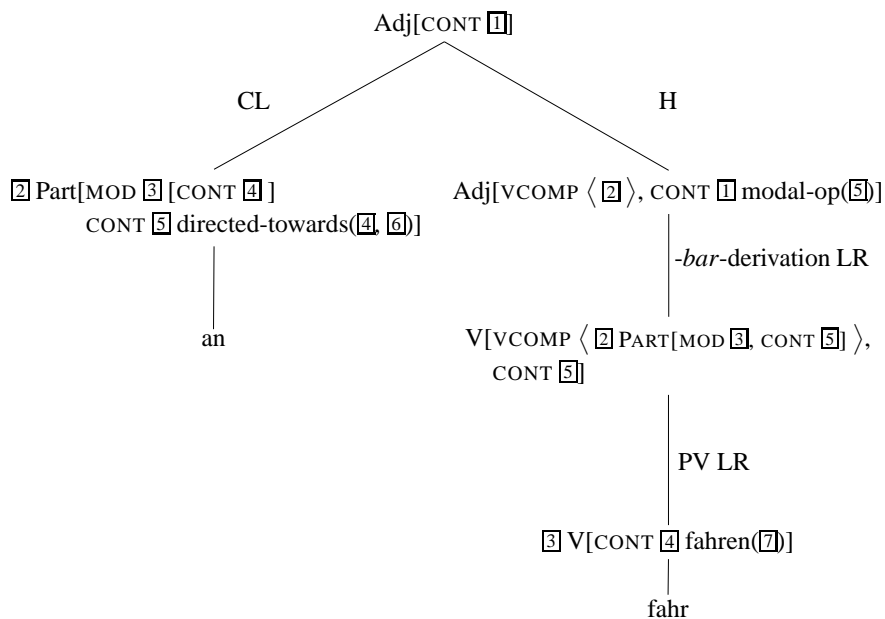 Adj[CONT 1]
CL
H
2 Part[MOD 3 [CONT 4 ]
CONT 5 directed-towards(4, 6)]
Adj[VCOMP ⟨ 2 ⟩, CONT 1 modal-op(5)]
-bar-derivation LR
an
V[VCOMP ⟨ 2 PART[MOD 3, CONT 5] ⟩,
CONT 5]
PV LR
3 V[CONT 4 fahren(7)]
fahr